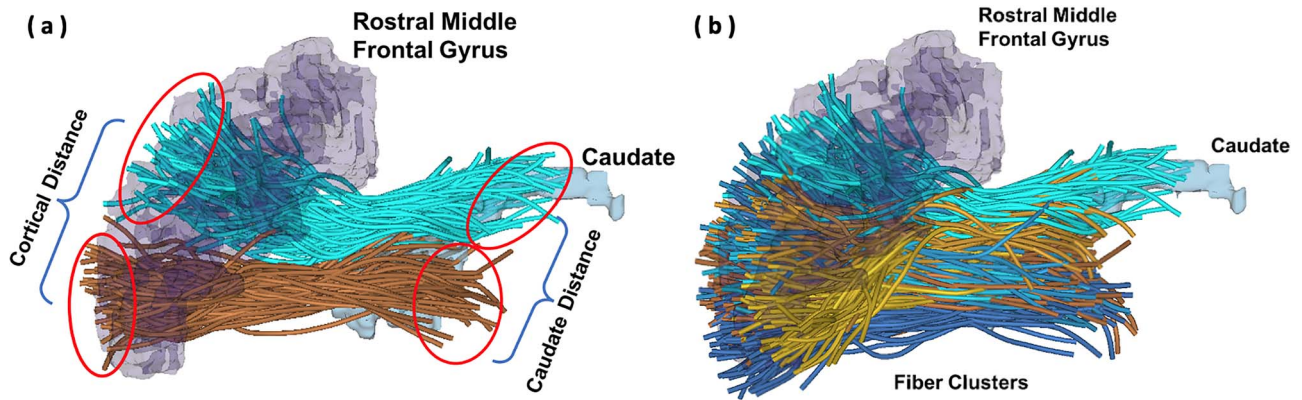 ( a )
Rostral Middle
Frontal Gyrus
Cortical Distance
Caudate
Caudate Distance
( b )
Rostral Middle
Frontal Gyrus
Caudate
Fiber Clusters